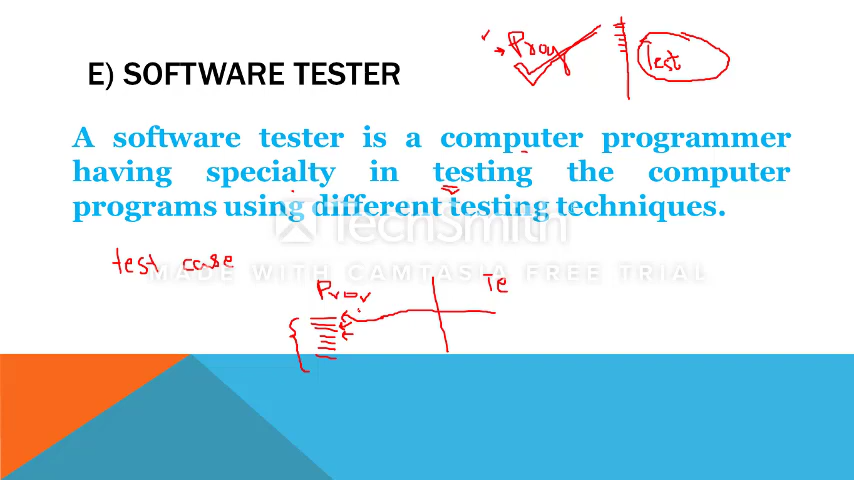 Prog
Test
E) SOFTWARE TESTER
A software tester is a computer programmer
having specialty in testing the computer
programs using different testing techniques.
TechSmith
test case
MADE WITH CAMTASIA FREE TRIAL
Te